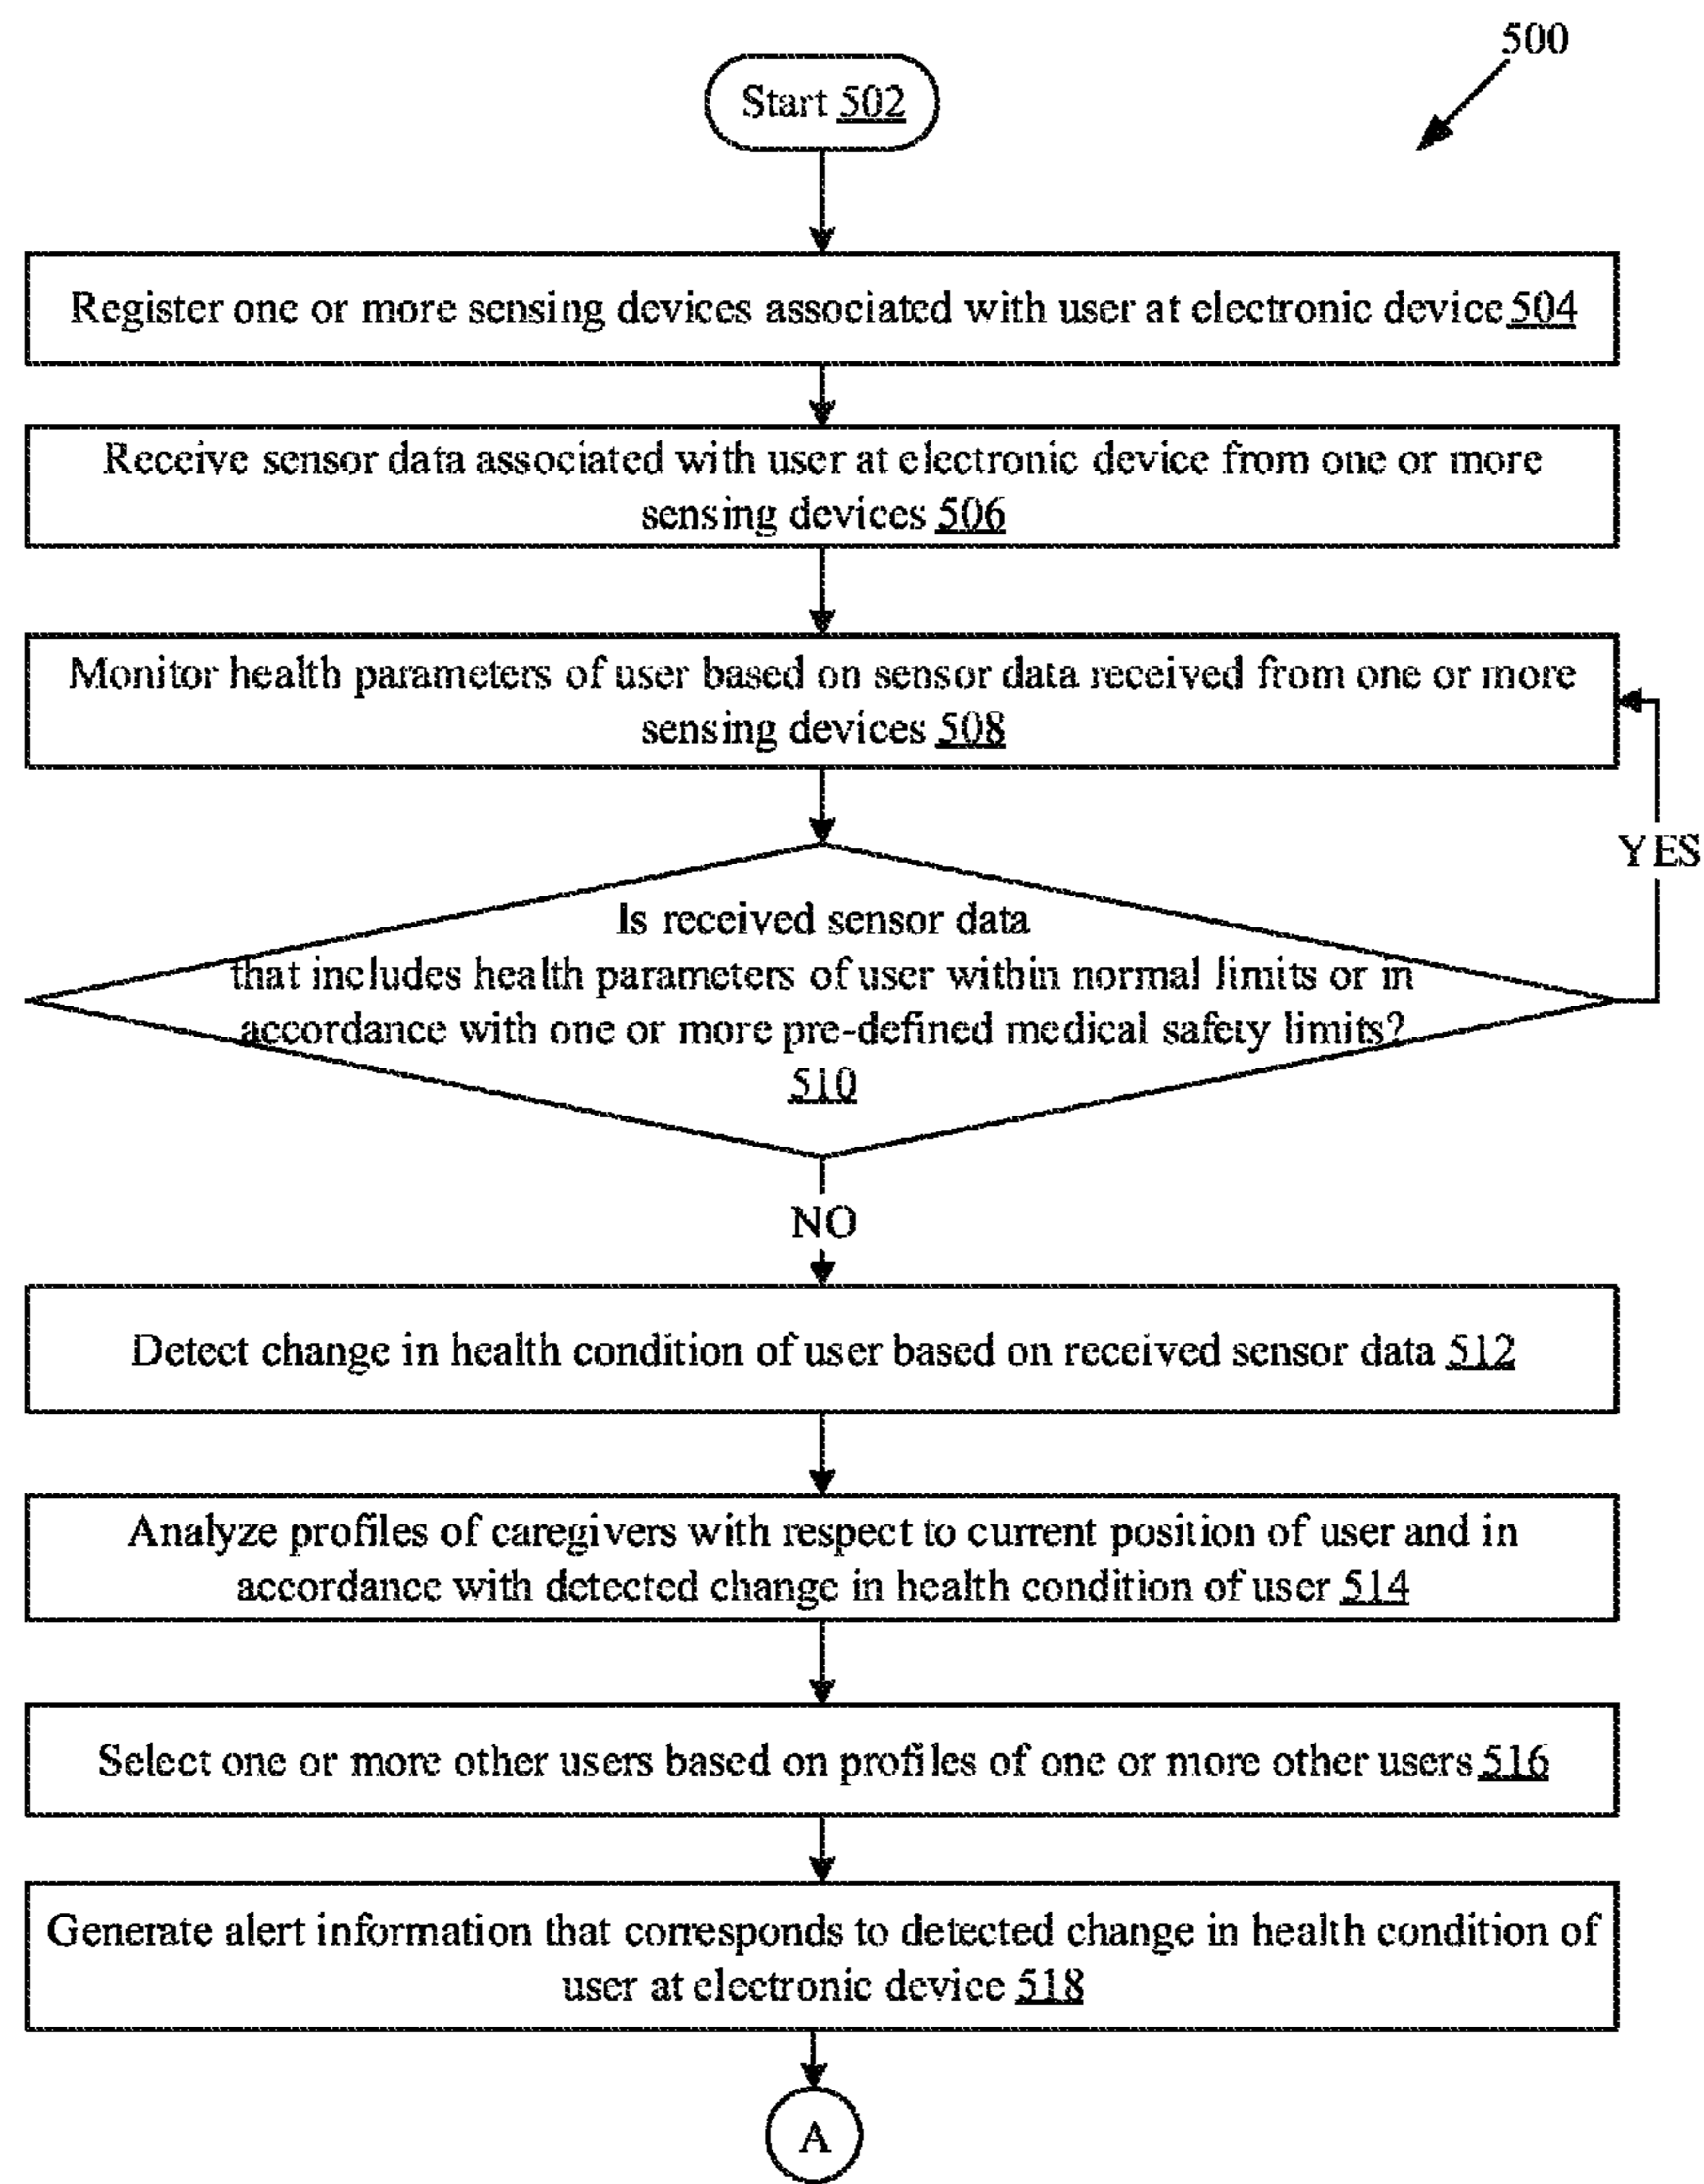 500
Start 502
Register one or more sensing devices associated with user at electronic device 504
Receive sensor data associated with user at electronic device from one or more
sensing devices 506
Monitor health parameters of user based on sensor data received from one or more
sensing devices 508
YES
Is received sensor data
that includes health parameters of user within normal limits or in
accordance with one or more pre-defined medical safety limits?
510
NO
Detect change in health condition of user based on received sensor data 512
Analyze profiles of caregivers with respect to current position of user and in
accordance with detected change in health condition of user 514
Select one or more other users based on profiles of one or more other users 516
Generate alert information that corresponds to detected change in health condition of
user at electronic device 518
A